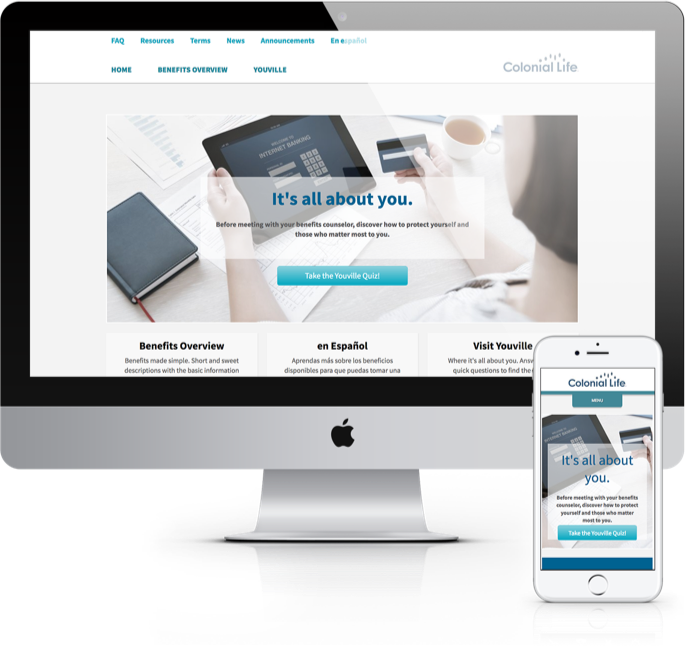 FAQ Resources Terms News Announcements En español
HOME BENEFITS OVERVIEW YOUVILLE
Colonial Life
WELCOME TO
INTERNET BANKING
It's all about you.
Before meeting with your benefits counselor, discover how to protect yourself and
those who matter most to you.
Take the Youville Quiz!
Benefits Overview
Benefits made simple. Short and sweet
descriptions with the basic information
en Español
Aprendas más sobre los beneficios
disponibles para que puedas tomar una
Visit Youville
Where it's all about you.
quick questions to find the
Colonial Life
MENU
INTERNET BANKING
It's all about
you.
Before meeting with your benefits
counselor, discover how to protect
yourself and those who matter
most to you.
Take the Youville Quiz!